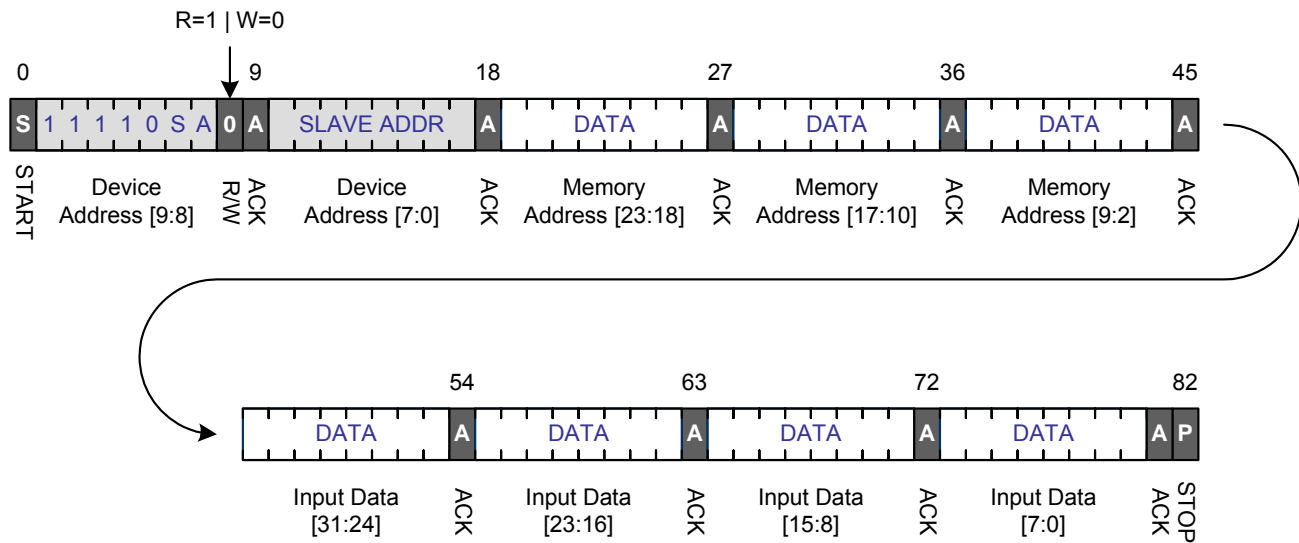 R=1 | W=0
0 9 18 27 36 45
S 1 1 1 1 0 S A 0 A SLAVE ADDR A DATA A DATA A DATA A
START Device Address [9:8] R/W ACK Device Address [7:0] ACK Memory Address [23:18] ACK Memory Address [17:10] ACK Memory Address [9:2] ACK
54 63 72 82
DATA A DATA A DATA A DATA A P
Input Data [31:24] ACK Input Data [23:16] ACK Input Data [15:8] ACK Input Data [7:0] ACK STOP